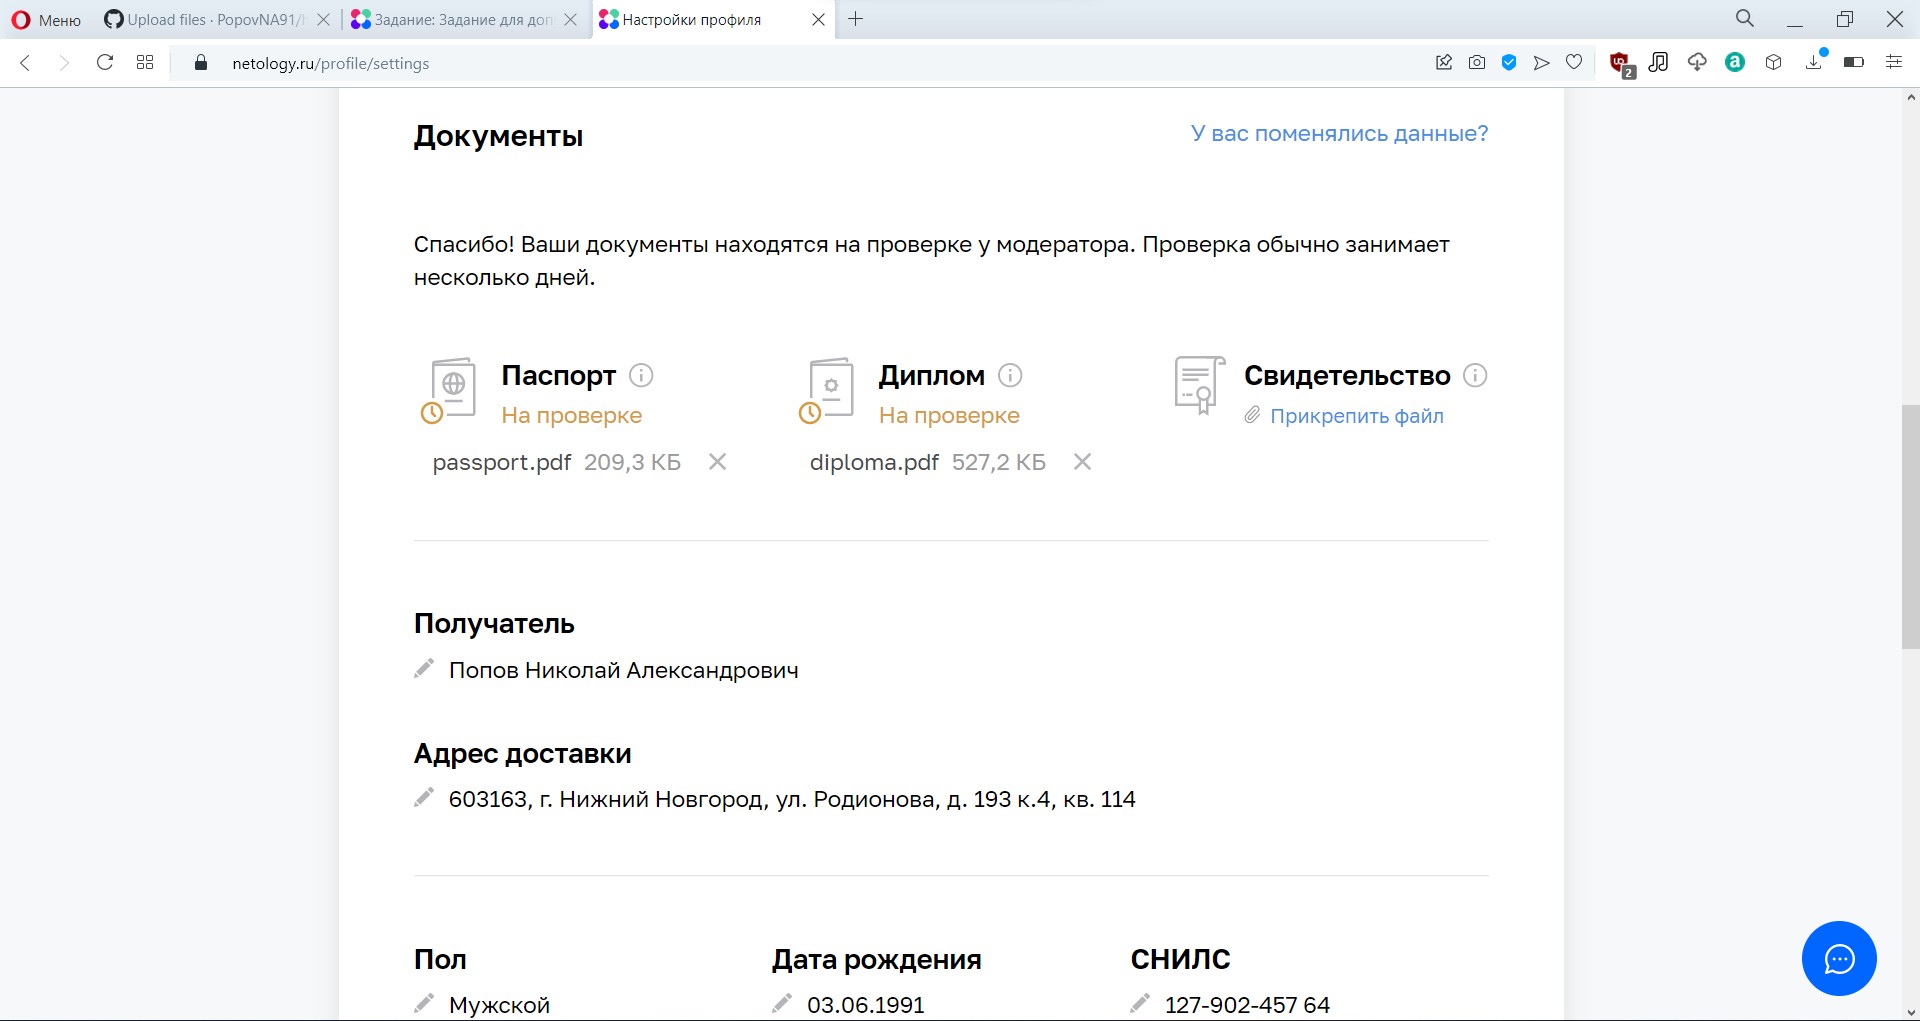 Меню
Upload files · PopovNA91/
Задание: Задание для доп
Настройки профиля
netology.ru/profile/settings
2
Документы
У вас поменялись данные?
Спасибо! Ваши документы находятся на проверке у модератора. Проверка обычно занимает
несколько дней.
Паспорт
На проверке
passport.pdf 209,3 КБ
Диплом
На проверке
diploma.pdf 527,2 КБ
Свидетельство
Прикрепить файл
Получатель
Попов Николай Александрович
Адрес доставки
603163, г. Нижний Новгород, ул. Родионова, д. 193 к.4, кв. 114
Пол
Мужской
Дата рождения
03.06.1991
СНИЛС
127-902-457 64